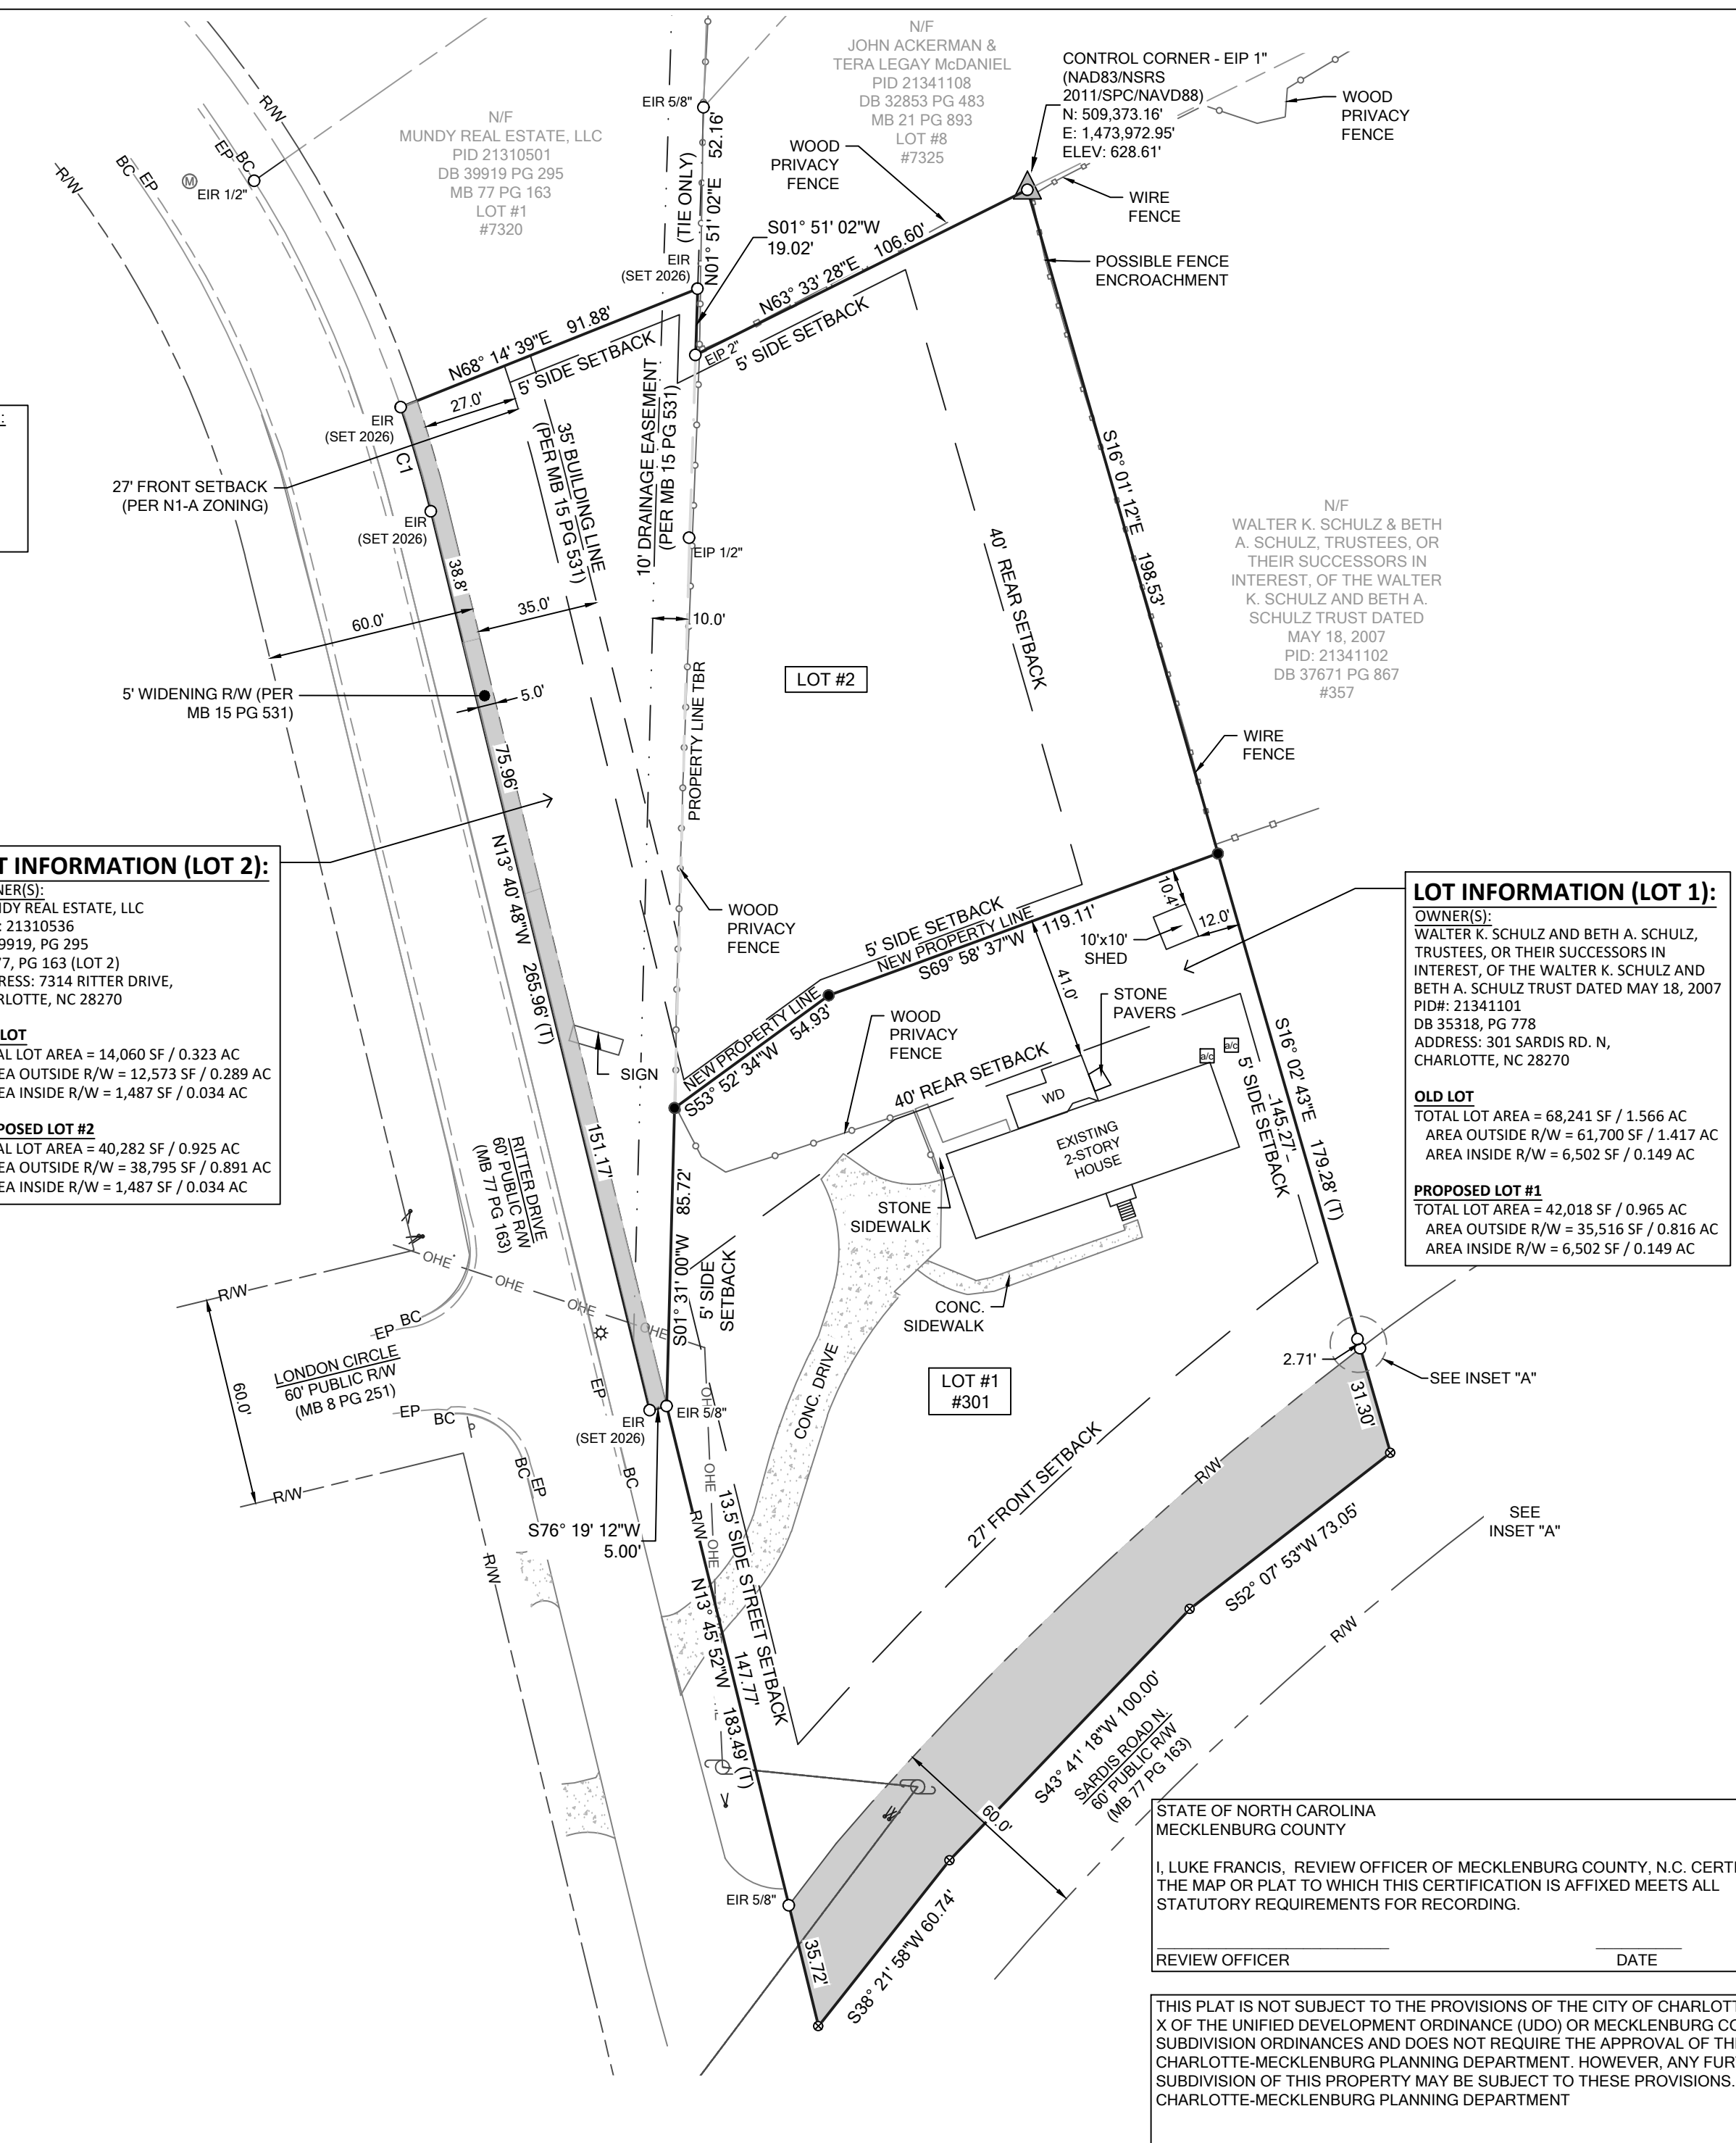 N/F
JOHN ACKERMAN &
TERA LEGAY McDANIEL
PID 21341108
DB 32853 PG 483
MB 21 PG 893
LOT #8
#7325
CONTROL CORNER - EIP 1"
(NAD83/NSRS
2011/SPC/NAVD88)
N: 509,373.16'
E: 1,473,972.95'
ELEV: 628.61'
WOOD
PRIVACY
FENCE
N/F
MUNDY REAL ESTATE, LLC
PID 21310501
DB 39919 PG 295
MB 77 PG 163
LOT #1
#7320
R/W
R/W
BC
EP
EP
BC
M
EIR 1/2"
EIR 5/8"
(TIE ONLY)
N01° 51' 02"E 52.16'
WOOD
PRIVACY
FENCE
WIRE
FENCE
S01° 51' 02"W
19.02'
EIR
(SET 2026)
N63° 33' 28"E 106.60'
5' SIDE SETBACK
POSSIBLE FENCE
ENCROACHMENT
N68° 14' 39"E 91.88'
5' SIDE SETBACK
EIP 2"
27.0'
EIR
(SET 2026)
C1
27' FRONT SETBACK
(PER N1-A ZONING)
EIR
(SET 2026)
35' BUILDING LINE
(PER MB 15 PG 531)
10' DRAINAGE EASEMENT
(PER MB 15 PG 531)
EIP 1/2"
S16° 01' 12"E 198.53'
40' REAR SETBACK
N/F
WALTER K. SCHULZ & BETH
A. SCHULZ, TRUSTEES, OR
THEIR SUCCESSORS IN
INTEREST, OF THE WALTER
K. SCHULZ AND BETH A.
SCHULZ TRUST DATED
MAY 18, 2007
PID: 21341102
DB 37671 PG 867
#357
38.8'
60.0'
35.0'
10.0'
LOT #2
5' WIDENING R/W (PER
MB 15 PG 531)
5.0'
PROPERTY LINE TBR
75.96'
WIRE
FENCE
T INFORMATION (LOT 2):
NER(S):
NDY REAL ESTATE, LLC
: 21310536
9919, PG 295
7, PG 163 (LOT 2)
RESS: 7314 RITTER DRIVE,
RLOTTE, NC 28270
LOT
AL LOT AREA = 14,060 SF / 0.323 AC
EA OUTSIDE R/W = 12,573 SF / 0.289 AC
EA INSIDE R/W = 1,487 SF / 0.034 AC
POSED LOT #2
AL LOT AREA = 40,282 SF / 0.925 AC
EA OUTSIDE R/W = 38,795 SF / 0.891 AC
EA INSIDE R/W = 1,487 SF / 0.034 AC
N13° 40' 48"W 265.96' (T)
WOOD
PRIVACY
FENCE
5' SIDE SETBACK
NEW PROPERTY LINE
S69° 58' 37"W 119.11'
10.4'
12.0'
10'x10'
SHED
LOT INFORMATION (LOT 1):
OWNER(S):
WALTER K. SCHULZ AND BETH A. SCHULZ,
TRUSTEES, OR THEIR SUCCESSORS IN
INTEREST, OF THE WALTER K. SCHULZ AND
BETH A. SCHULZ TRUST DATED MAY 18, 2007
PID#: 21341101
DB 35318, PG 778
ADDRESS: 301 SARDIS RD. N,
CHARLOTTE, NC 28270
OLD LOT
TOTAL LOT AREA = 68,241 SF / 1.566 AC
AREA OUTSIDE R/W = 61,700 SF / 1.417 AC
AREA INSIDE R/W = 6,502 SF / 0.149 AC
PROPOSED LOT #1
TOTAL LOT AREA = 42,018 SF / 0.965 AC
AREA OUTSIDE R/W = 35,516 SF / 0.816 AC
AREA INSIDE R/W = 6,502 SF / 0.149 AC
NEW PROPERTY LINE
S53° 52' 34"W 54.93'
41.0'
STONE
PAVERS
WOOD
PRIVACY
FENCE
SIGN
40' REAR SETBACK
WD
a/c
a/c
5' SIDE SETBACK
145.27'
S16° 02' 43"E 179.28' (T)
EXISTING
2-STORY
HOUSE
151.17'
RITTER DRIVE
60' PUBLIC R/W
(MB 77 PG 163)
S01° 31' 00"W 85.72'
5' SIDE
SETBACK
STONE
SIDEWALK
CONC.
SIDEWALK
R/W
OHE
OHE
OHE
OHE
EP
BC
LONDON CIRCLE
60' PUBLIC R/W
(MB 8 PG 251)
60.0'
EP
BC
R/W
EP
BC
EP
BC
EIR
(SET 2026)
EIR 5/8"
OHE
OHE
OHE
CONC. DRIVE
LOT #1
#301
2.71'
SEE INSET "A"
31.30'
R/W
27' FRONT SETBACK
S76° 19' 12"W
5.00'
R/W
R/W
13.5' SIDE STREET SETBACK
N13° 45' 52"W 183.49' (T)
147.77'
SEE
INSET "A"
S52° 07' 53"W 73.05'
R/W
S43° 41' 18"W 100.00'
SARDIS ROAD N.
60' PUBLIC R/W
(MB 77 PG 163)
60.0'
EIR 5/8"
35.72'
S38° 21' 58"W 60.74'
STATE OF NORTH CAROLINA
MECKLENBURG COUNTY
I, LUKE FRANCIS, REVIEW OFFICER OF MECKLENBURG COUNTY, N.C. CERTI
THE MAP OR PLAT TO WHICH THIS CERTIFICATION IS AFFIXED MEETS ALL
STATUTORY REQUIREMENTS FOR RECORDING.
REVIEW OFFICER DATE
THIS PLAT IS NOT SUBJECT TO THE PROVISIONS OF THE CITY OF CHARLOTT
X OF THE UNIFIED DEVELOPMENT ORDINANCE (UDO) OR MECKLENBURG CO
SUBDIVISION ORDINANCES AND DOES NOT REQUIRE THE APPROVAL OF TH
CHARLOTTE-MECKLENBURG PLANNING DEPARTMENT. HOWEVER, ANY FUR
SUBDIVISION OF THIS PROPERTY MAY BE SUBJECT TO THESE PROVISIONS.
CHARLOTTE-MECKLENBURG PLANNING DEPARTMENT